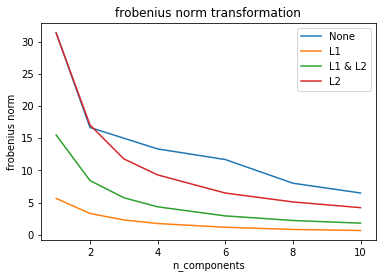 frobenius norm transformation
frobenius norm
30
25
20
15
10
5
0
None
L1
L1 & L2
L2
2
4
6
8
10
n_components